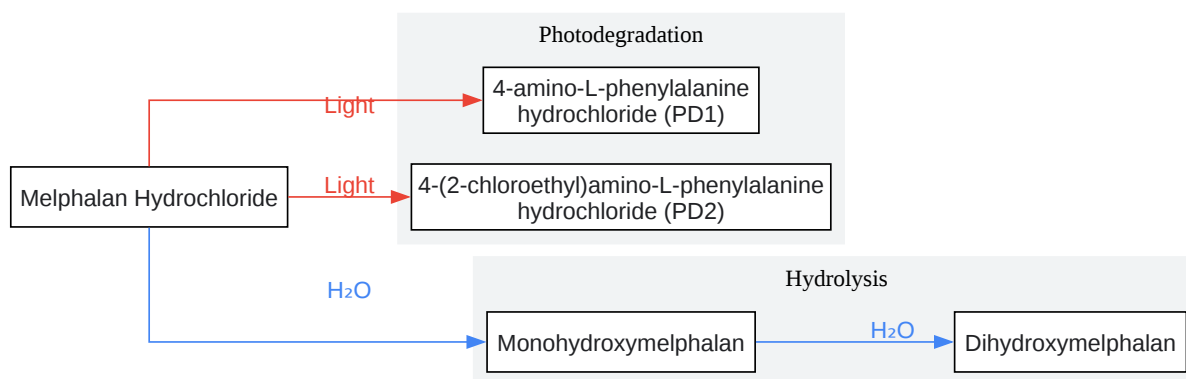 Photodegradation
4-amino-L-phenylalanine
hydrochloride (PD1)
Light
Melphalan Hydrochloride
Light
4-(2-chloroethyl)amino-L-phenylalanine
hydrochloride (PD2)
Hydrolysis
H₂O
Monohydroxymelphalan
H₂O
Dihydroxymelphalan